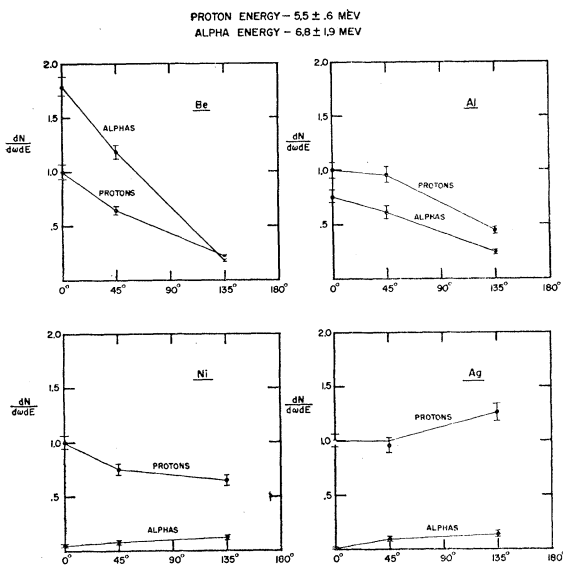 PROTON ENERGY – 5,5 ± .6 MEV
ALPHA ENERGY – 6,8 ± 1,9 MEV
2.0
1.5
1.0
.5
dN
dωdE
Be
ALPHAS
PROTONS
0° 45° 90° 135° 180°
2.0
1.5
1.0
.5
dN
dωdE
Al
PROTONS
ALPHAS
0° 45° 90° 135° 180°
2.0
1.0
.5
dN
dωdE
Ni
PROTONS
ALPHAS
0° 45° 90° 135° 180°
2.0
1.5
1.0
.5
dN
dωdE
Ag
PROTONS
ALPHAS
0° 45° 90° 135° 180°